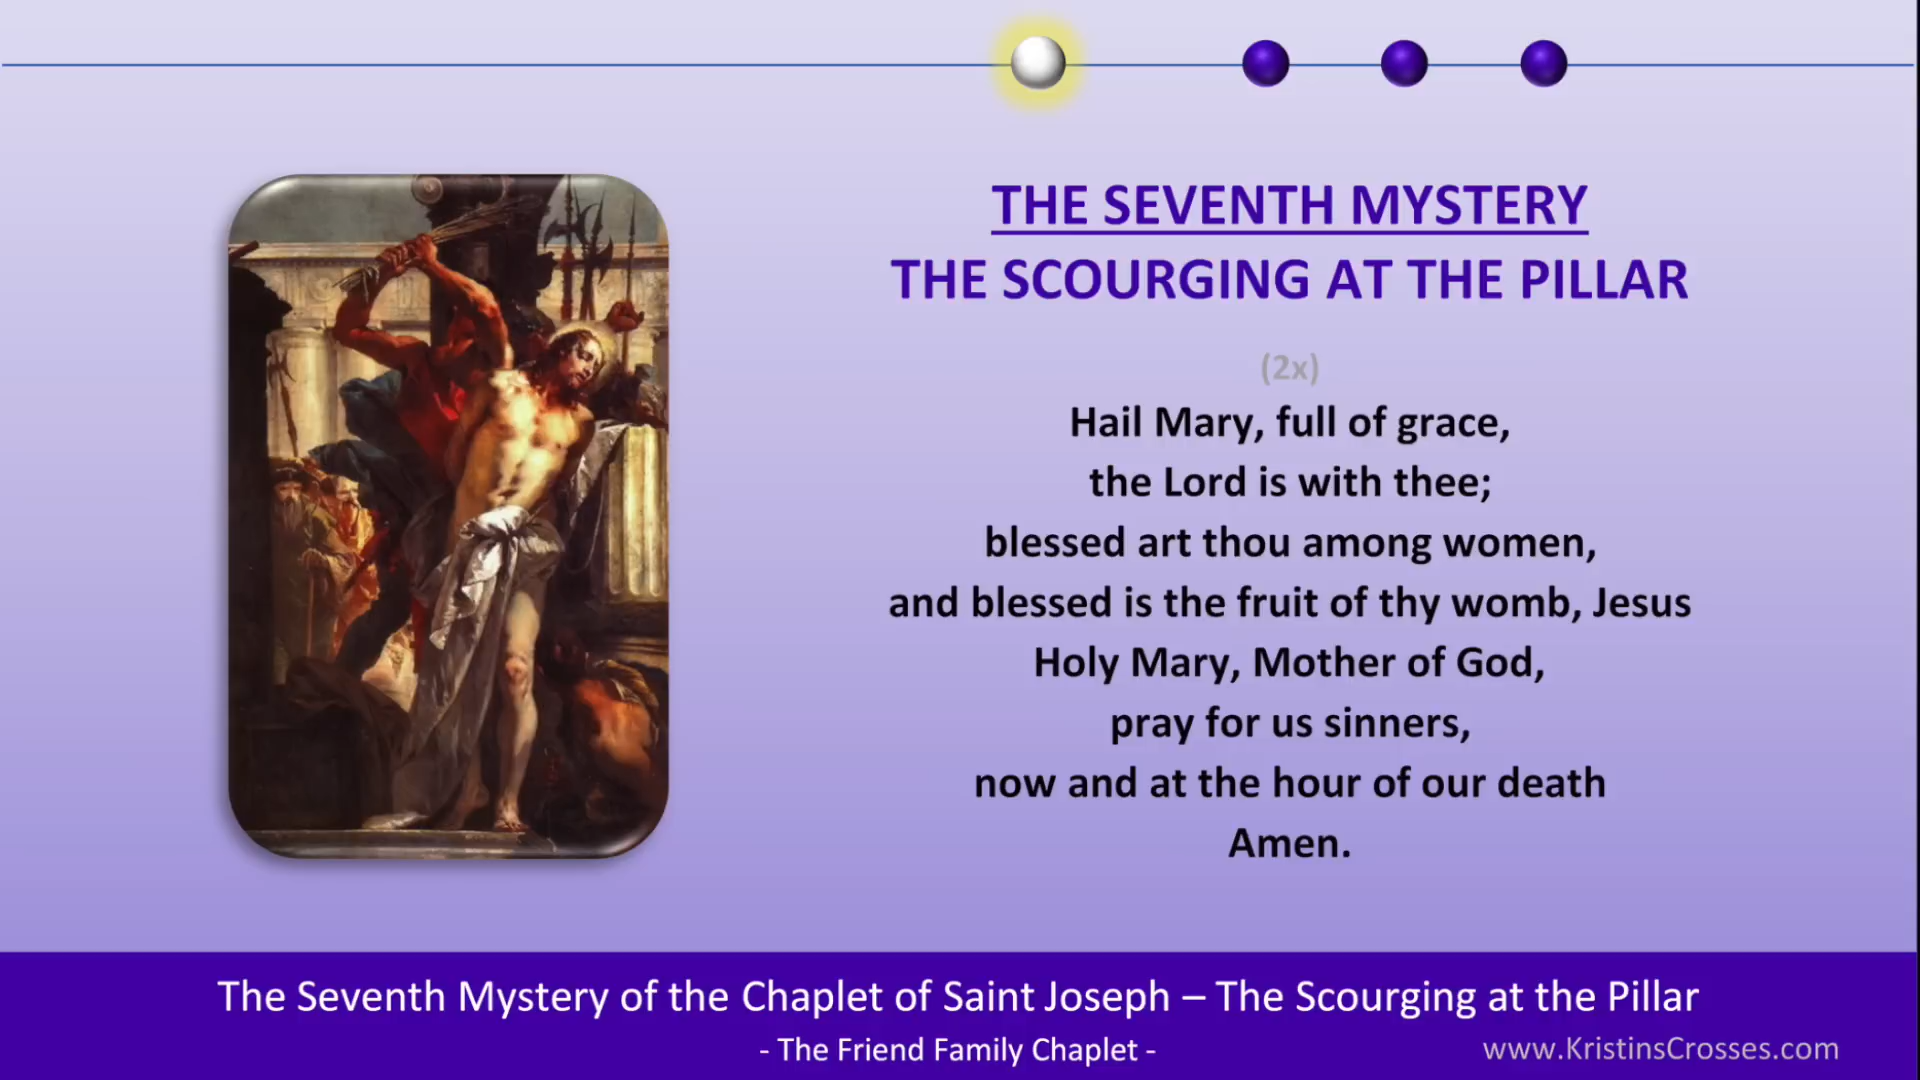 THE SEVENTH MYSTERY
THE SCOURGING AT THE PILLAR
(2x)
Hail Mary, full of grace,
the Lord is with thee;
blessed art thou among women,
and blessed is the fruit of thy womb, Jesus
Holy Mary, Mother of God,
pray for us sinners,
now and at the hour of our death
Amen.
The Seventh Mystery of the Chaplet of Saint Joseph – The Scourging at the Pillar
- The Friend Family Chaplet -
www.KristinsCrosses.com